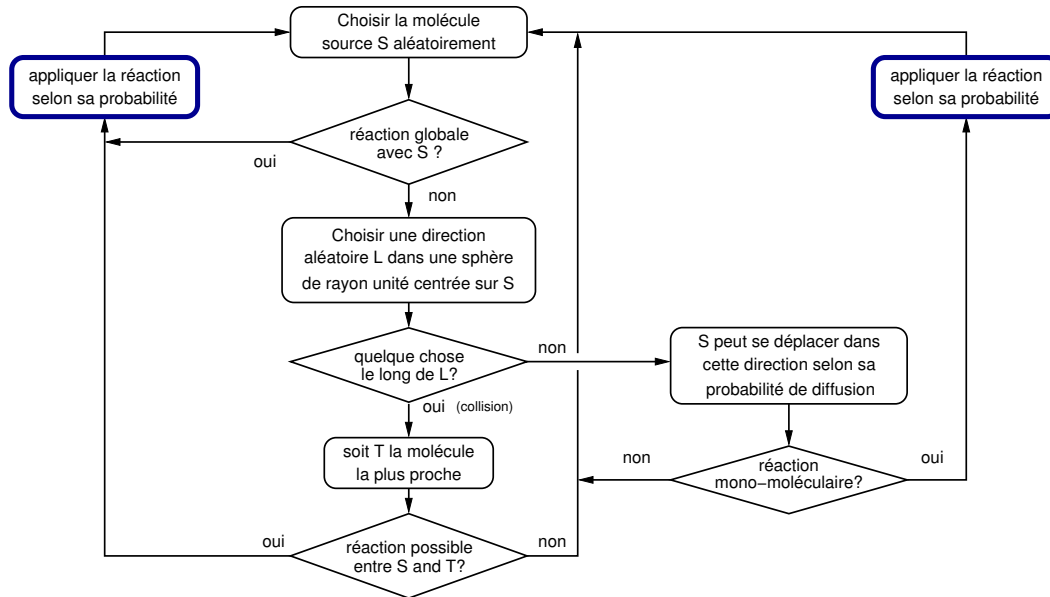 Choisir la molécule
source S aléatoirement
appliquer la réaction
selon sa probabilité
appliquer la réaction
selon sa probabilité
réaction globale
avec S ?
oui
non
Choisir une direction
aléatoire L dans une sphère
de rayon unité centrée sur S
quelque chose
le long de L?
non
S peut se déplacer dans
cette direction selon sa
probabilité de diffusion
oui (collision)
soit T la molécule
la plus proche
non
réaction
mono−moléculaire?
oui
oui
réaction possible
entre S and T?
non